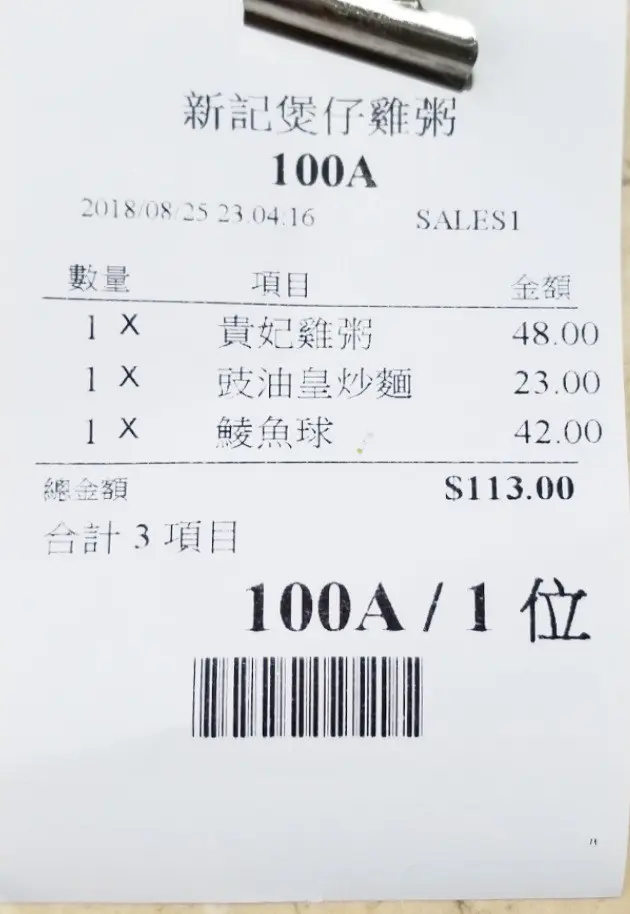 新記煲仔雞粥
100A
2018/08/25 23:04:16 SALES1
數量 項目 金額
1 X 貴妃雞粥 48.00
1 X 豉油皇炒麵 23.00
1 X 鯪魚球 42.00
總金額 $113.00
合計 3 項目
100A / 1 位